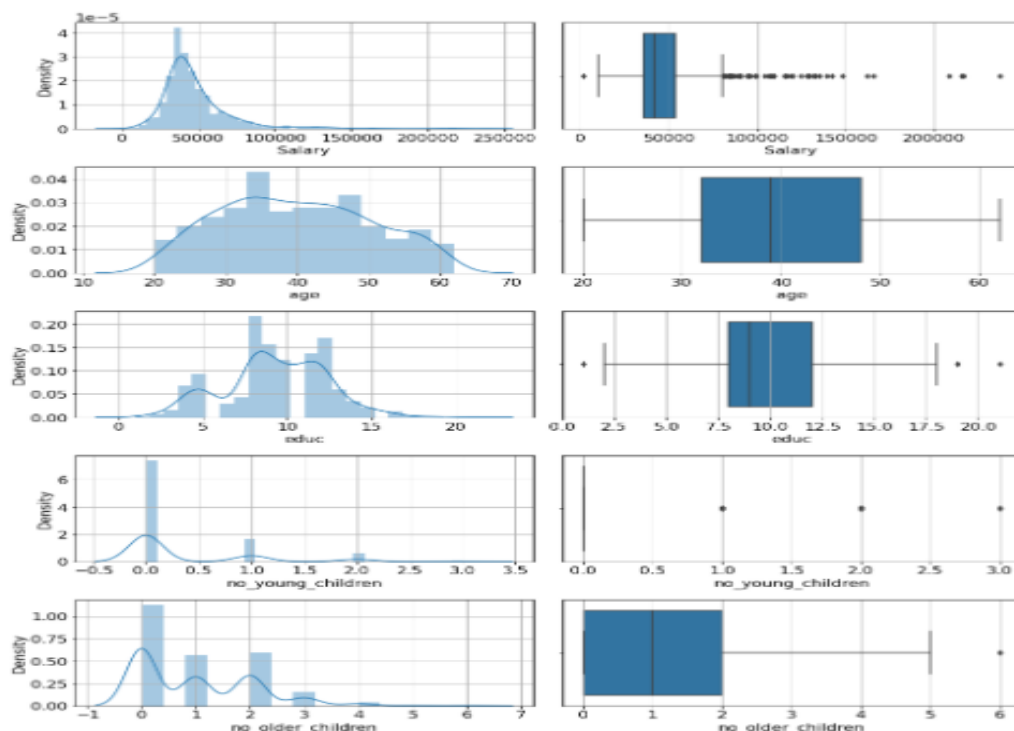 1e−5
Density
4
3
2
1
0
0 50000 100000 150000 200000 250000
Salary
0 50000 100000 150000 200000
Salary
Density
0.04
0.03
0.02
0.01
0.00
10 20 30 40 50 60 70
age
20 30 40 50 60
age
Density
0.20
0.15
0.10
0.05
0.00
0 5 10 15 20
educ
0.0 2.5 5.0 7.5 10.0 12.5 15.0 17.5 20.0
educ
Density
6
4
2
0
−0.5 0.0 0.5 1.0 1.5 2.0 2.5 3.0 3.5
no_young_children
0.0 0.5 1.0 1.5 2.0 2.5 3.0
no_young_children
Density
1.00
0.75
0.50
0.25
0.00
−1 0 1 2 3 4 5 6 7
no_older_children
0 1 2 3 4 5 6
no_older_children